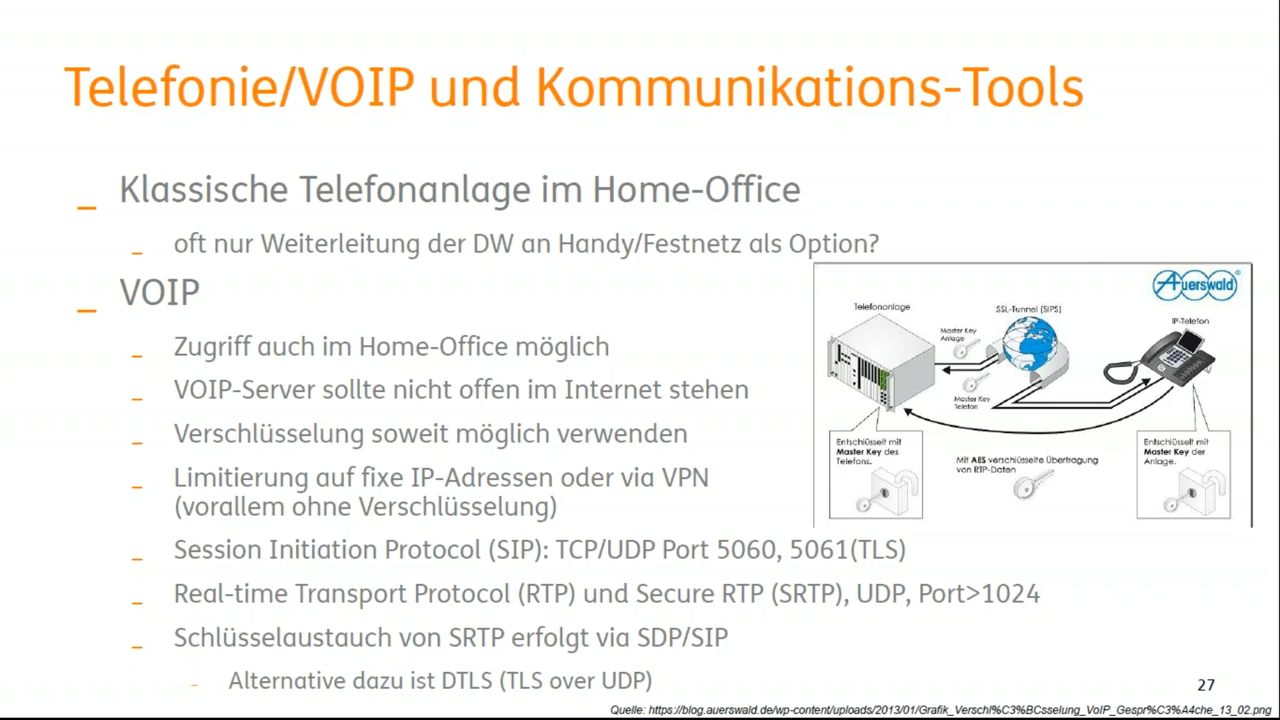 Telefonie/VOIP und Kommunikations-Tools
_ Klassische Telefonanlage im Home-Office
_ oft nur Weiterleitung der DW an Handy/Festnetz als Option?
_ VOIP
_ Zugriff auch im Home-Office möglich
_ VOIP-Server sollte nicht offen im Internet stehen
_ Verschlüsselung soweit möglich verwenden
_ Limitierung auf fixe IP-Adressen oder via VPN
(vorallem ohne Verschlüsselung)
_ Session Initiation Protocol (SIP): TCP/UDP Port 5060, 5061(TLS)
_ Real-time Transport Protocol (RTP) und Secure RTP (SRTP), UDP, Port>1024
_ Schlüsselaustauch von SRTP erfolgt via SDP/SIP
- Alternative dazu ist DTLS (TLS over UDP)
Auerswald®
Telefonanlage
SSL-Tunnel (SIPS)
IP-Telefon
Master Key
Anlage
Master Key
Telefon
Entschlüsselt mit
Master Key des
Telefons.
Mit AES verschlüsselte Übertragung
von RTP-Daten
Entschlüsselt mit
Master Key der
Anlage.
27
Quelle: https://blog.auerswald.de/wp-content/uploads/2013/01/Grafik_Verschl%C3%BCsselung_VoIP_Gespr%C3%A4che_13_02.png